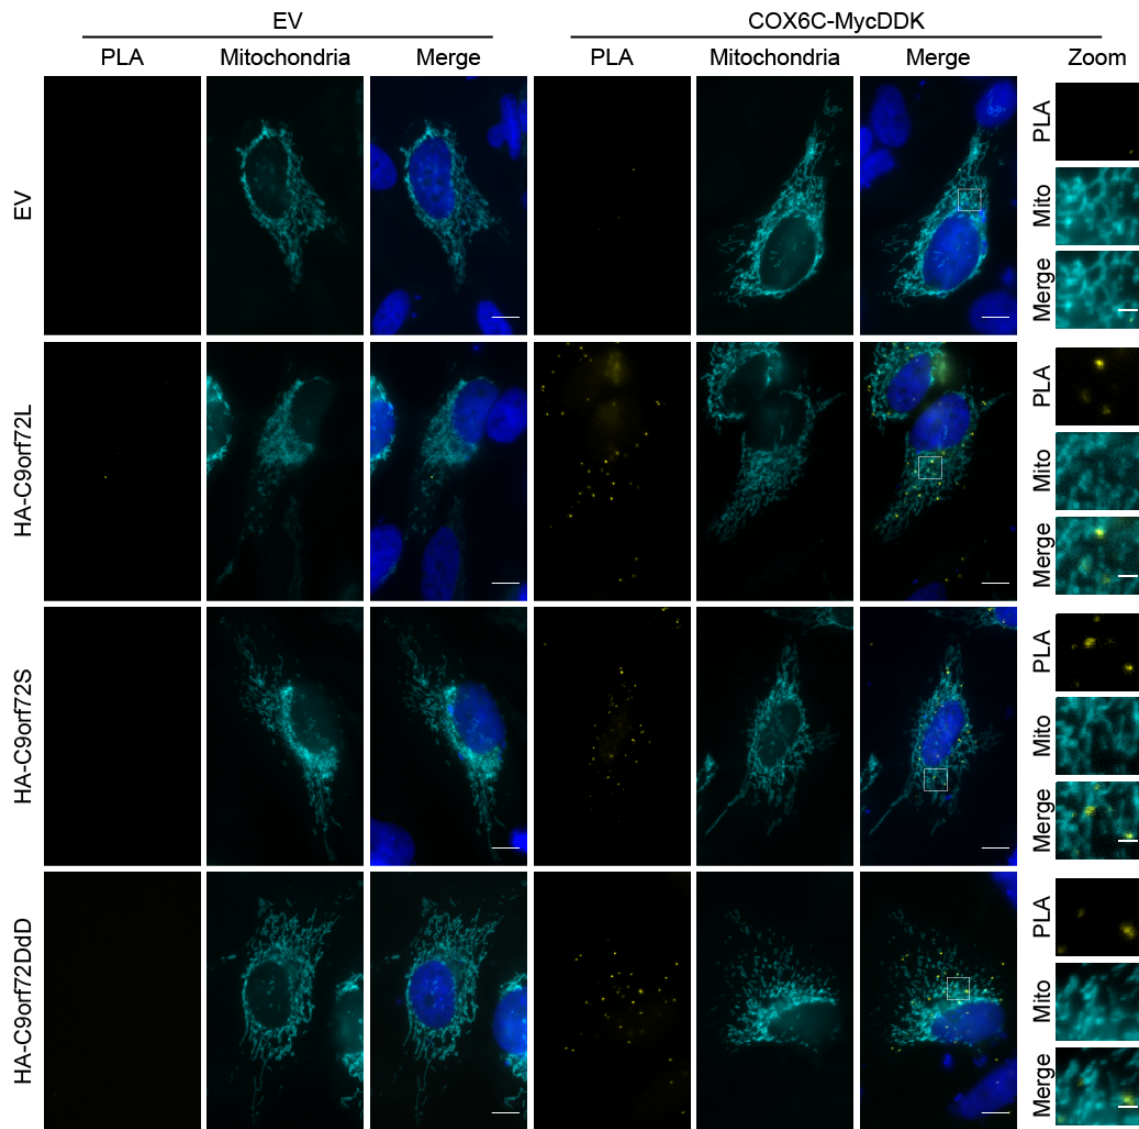 EV COX6C-MycDDK
PLA Mitochondria Merge PLA Mitochondria Merge Zoom
EV
PLA
Mito
Merge
HA-C9orf72L
PLA
Mito
Merge
HA-C9orf72S
PLA
Mito
Merge
HA-C9orf72DdD
PLA
Mito
Merge